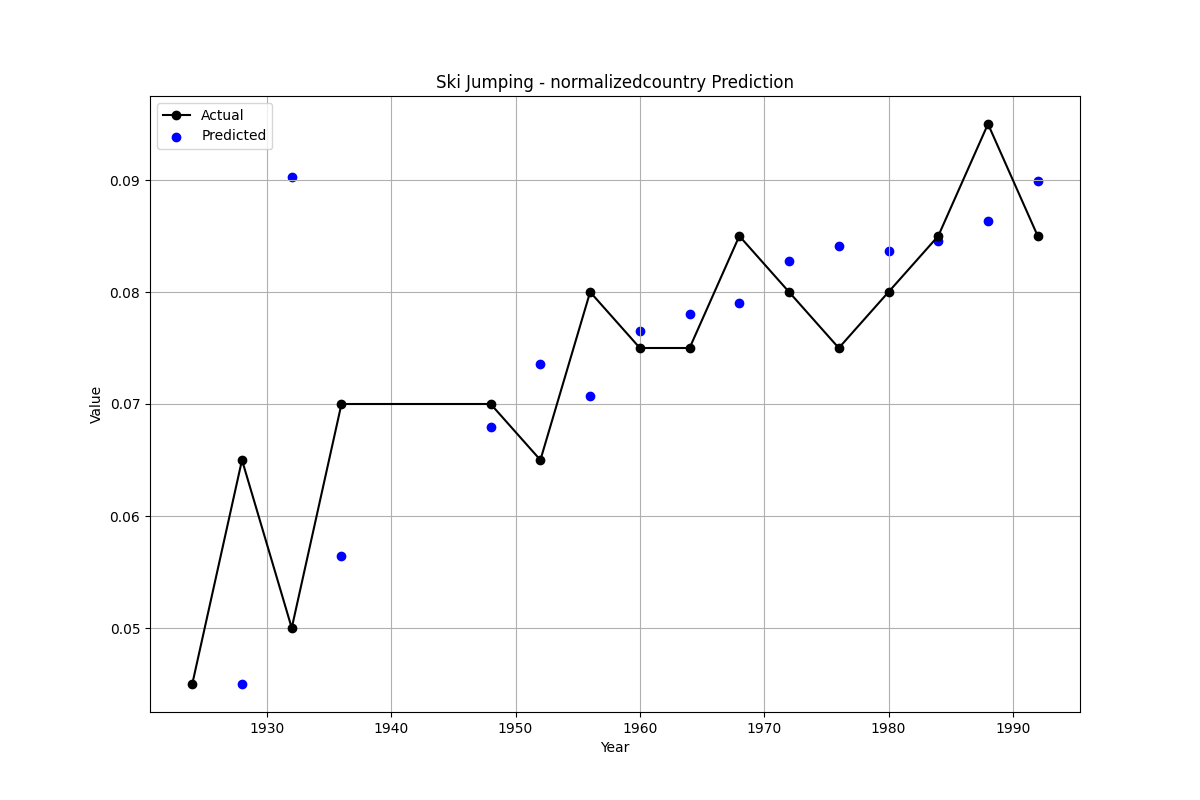 Ski Jumping - normalizedcountry Prediction
Actual
Predicted
0.09
0.08
0.07
0.06
0.05
Value
1930 1940 1950 1960 1970 1980 1990
Year